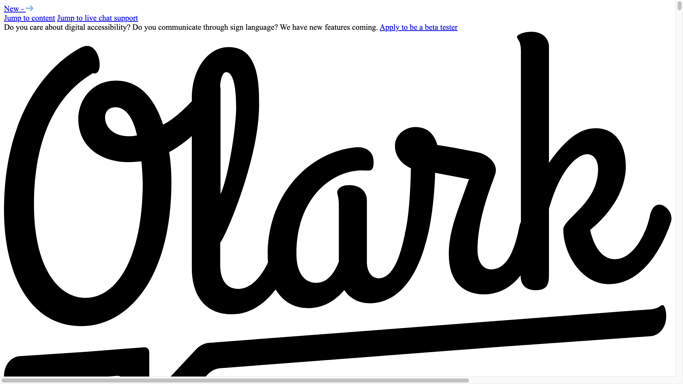 New - →
Jump to content Jump to live chat support
Do you care about digital accessibility? Do you communicate through sign language? We have new features coming. Apply to be a beta tester
Olark